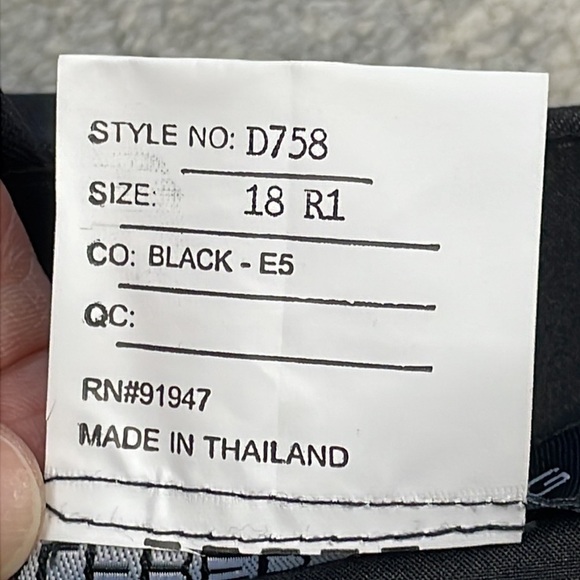 STYLE NO: D758
SIZE: 18 R1
CO: BLACK - E5
QC:
RN#91947
MADE IN THAILAND